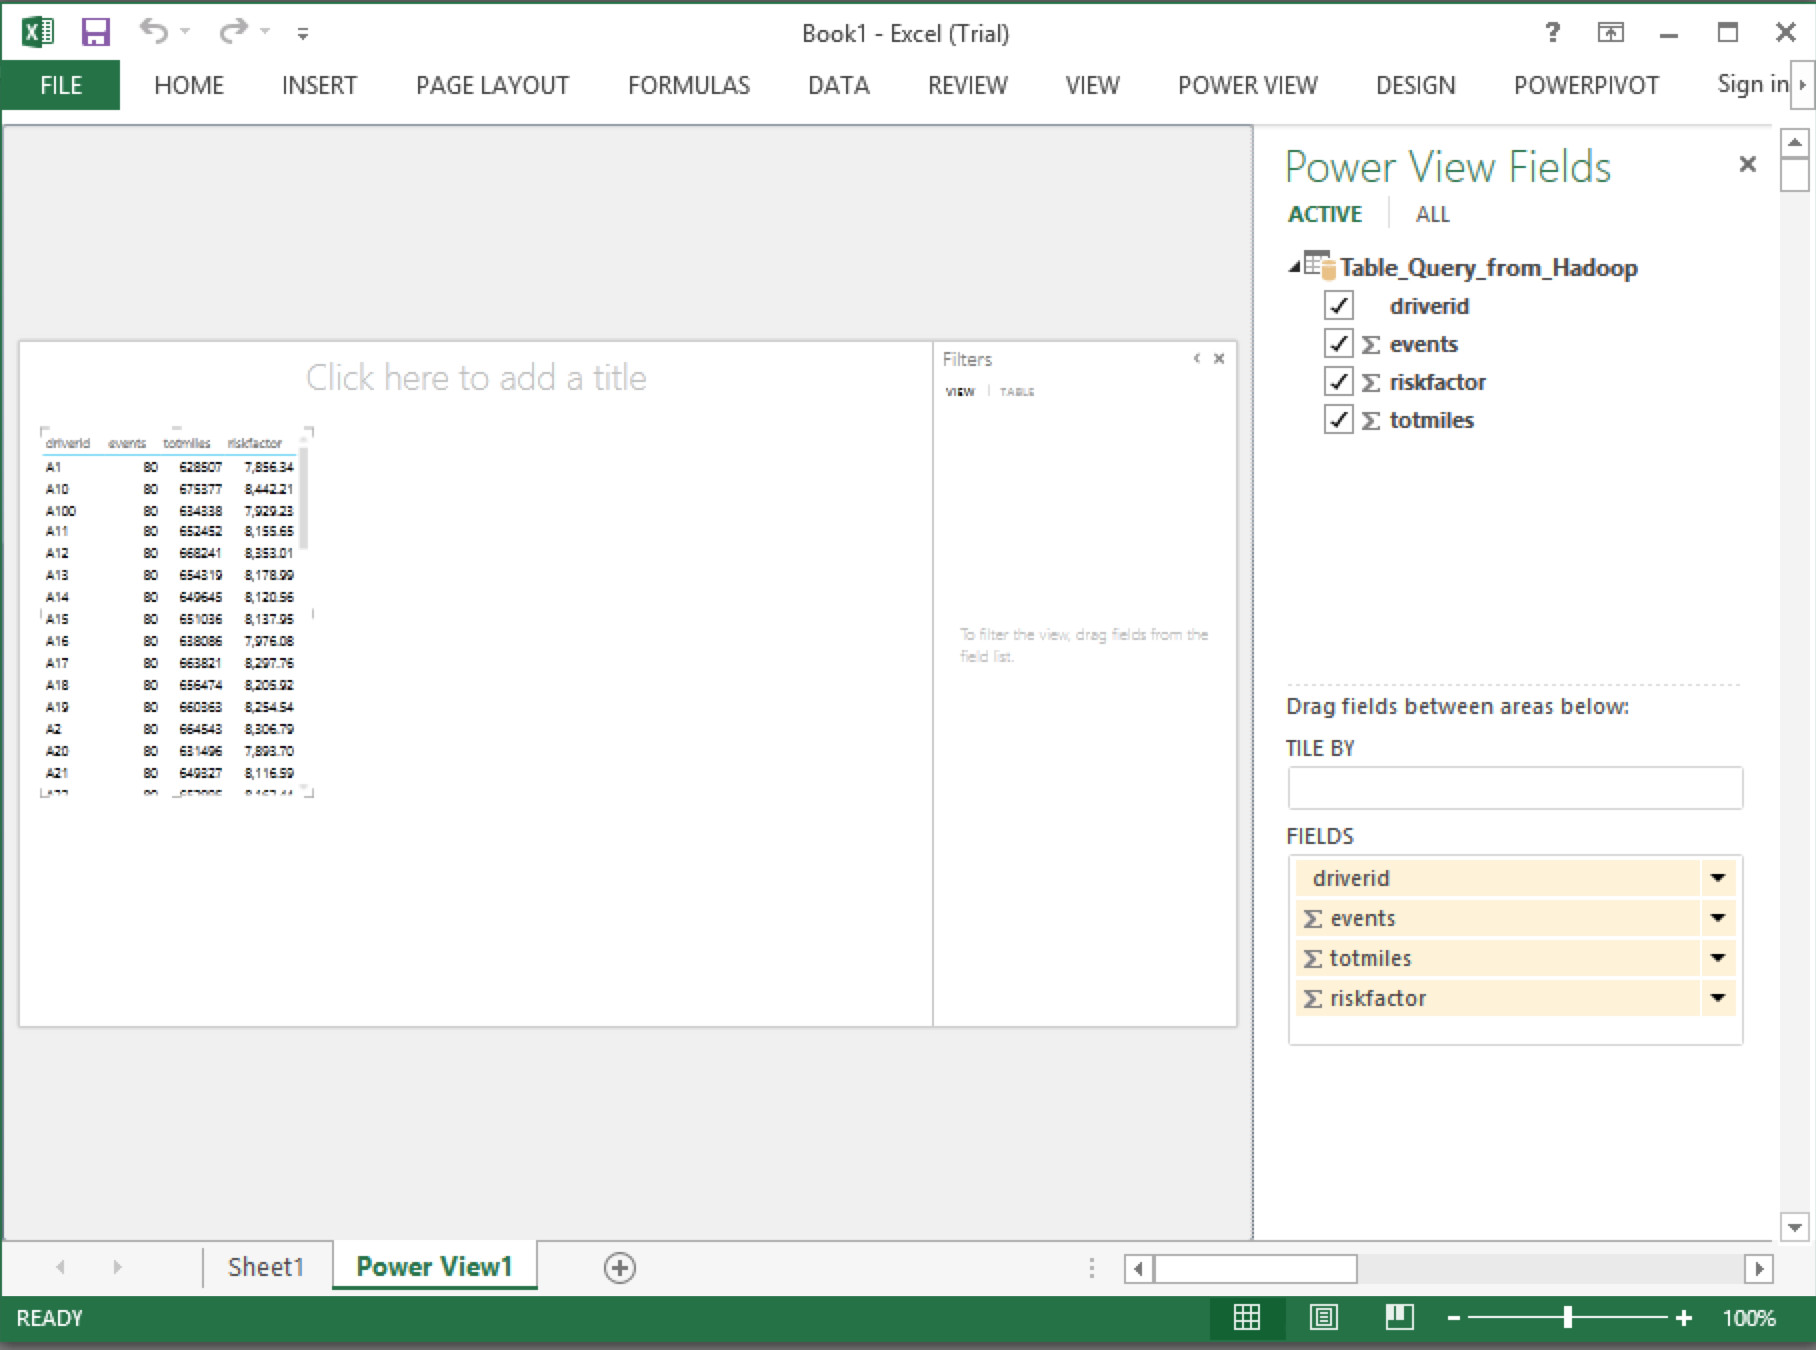 Book1 - Excel (Trial)
?
FILE HOME INSERT PAGE LAYOUT FORMULAS DATA REVIEW VIEW POWER VIEW DESIGN POWERPIVOT Sign in
Click here to add a title
driverid events totmiles riskfactor
A1 80 628507 7,856.34
A10 80 675377 8,442.21
A100 80 634338 7,929.23
A11 80 652452 8,155.65
A12 80 668241 8,353.01
A13 80 654319 8,178.99
A14 80 649645 8,120.56
A15 80 651036 8,137.95
A16 80 638086 7,976.08
A17 80 663821 8,297.76
A18 80 656474 8,205.92
A19 80 660363 8,254.54
A2 80 664543 8,306.79
A20 80 631496 7,893.70
A21 80 649327 8,116.59
Filters
VIEW TABLE
To filter the view, drag fields from the
field list.
Power View Fields
ACTIVE ALL
Table_Query_from_Hadoop
driverid
Σ events
Σ riskfactor
Σ totmiles
Drag fields between areas below:
TILE BY
FIELDS
driverid
Σ events
Σ totmiles
Σ riskfactor
Sheet1 Power View1
READY
100%